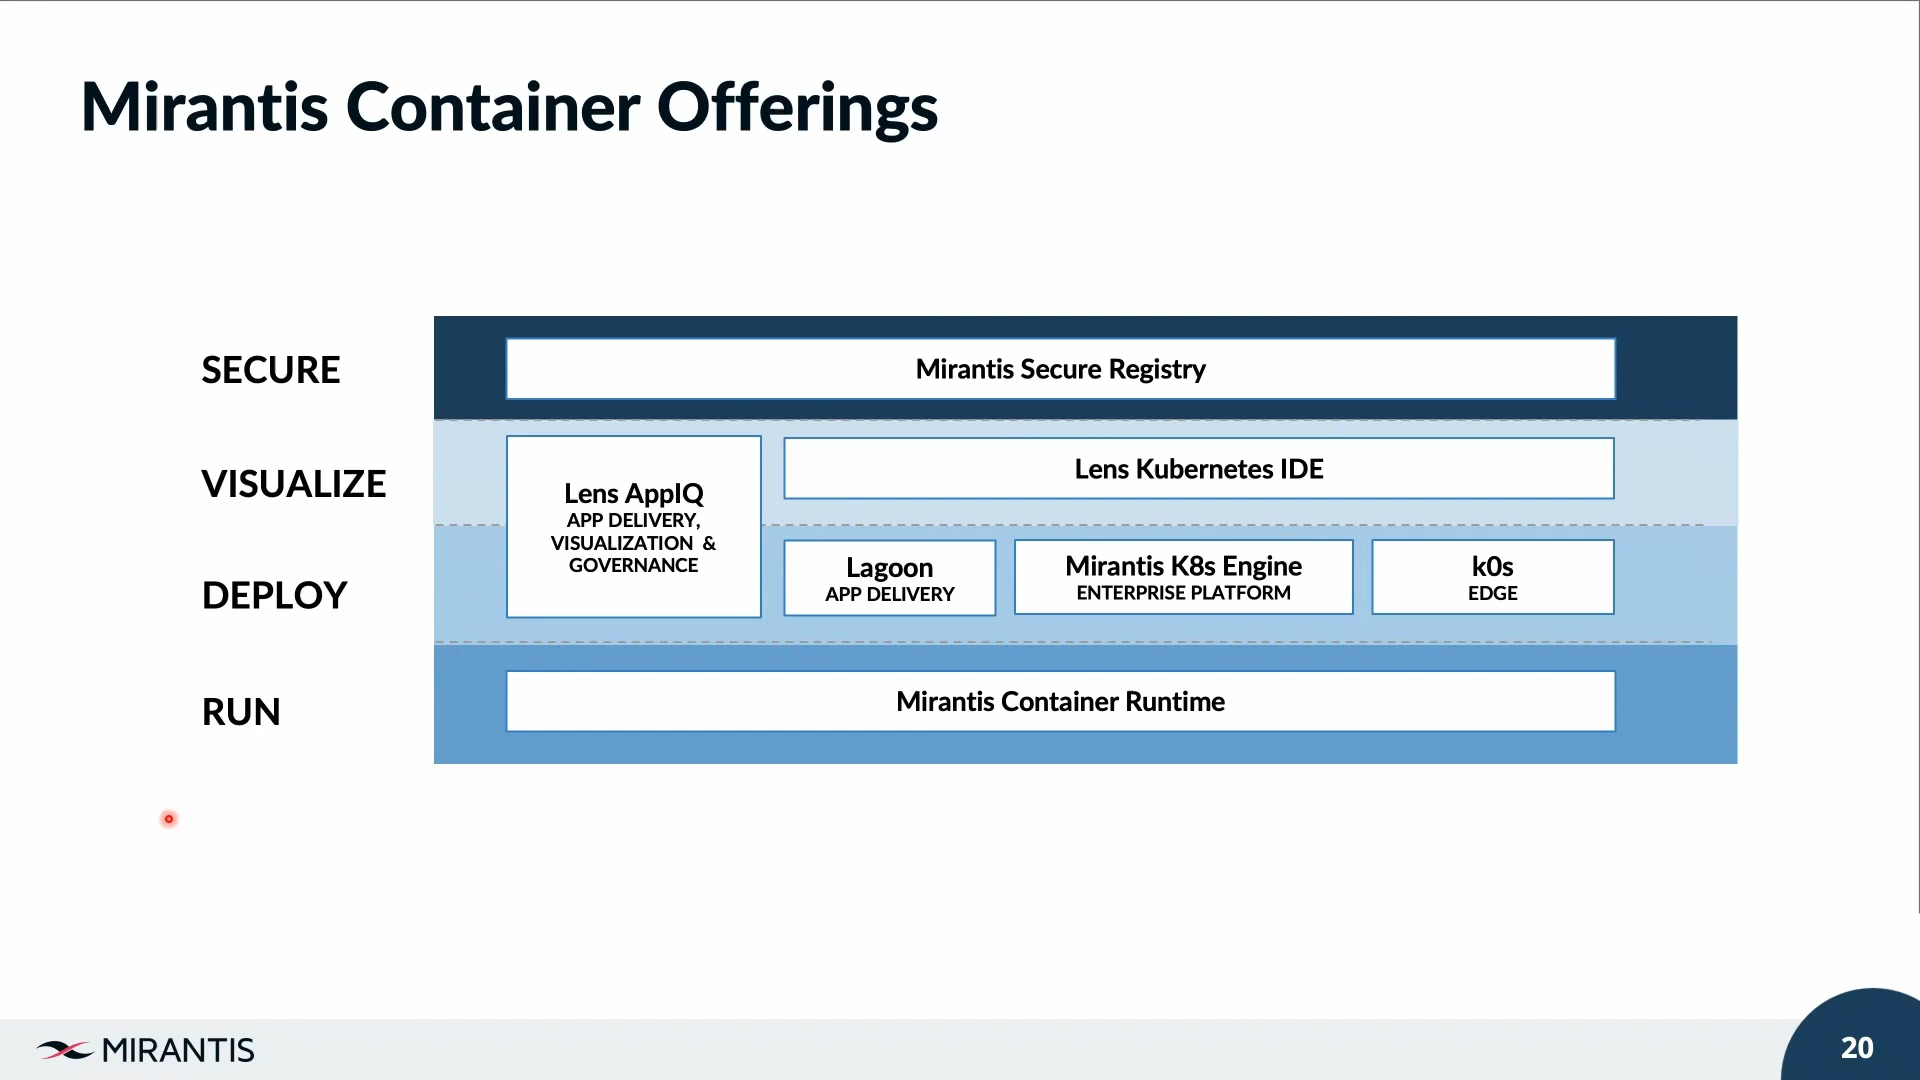 Mirantis Container Offerings
SECURE
Mirantis Secure Registry
VISUALIZE
Lens AppIQ
APP DELIVERY,
VISUALIZATION &
GOVERNANCE
Lens Kubernetes IDE
DEPLOY
Lagoon
APP DELIVERY
Mirantis K8s Engine
ENTERPRISE PLATFORM
k0s
EDGE
RUN
Mirantis Container Runtime
MIRANTIS
20